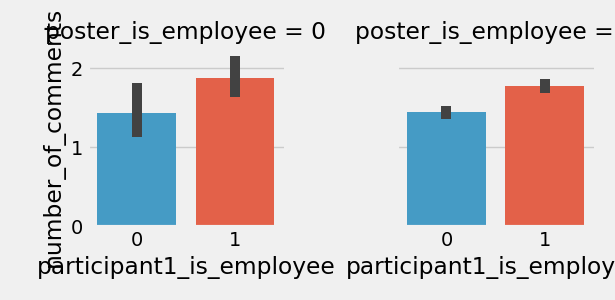 poster_is_employee = 0
poster_is_employee =
number_of_comments
2
1
0
0
1
0
1
participant1_is_employee
participant1_is_employ